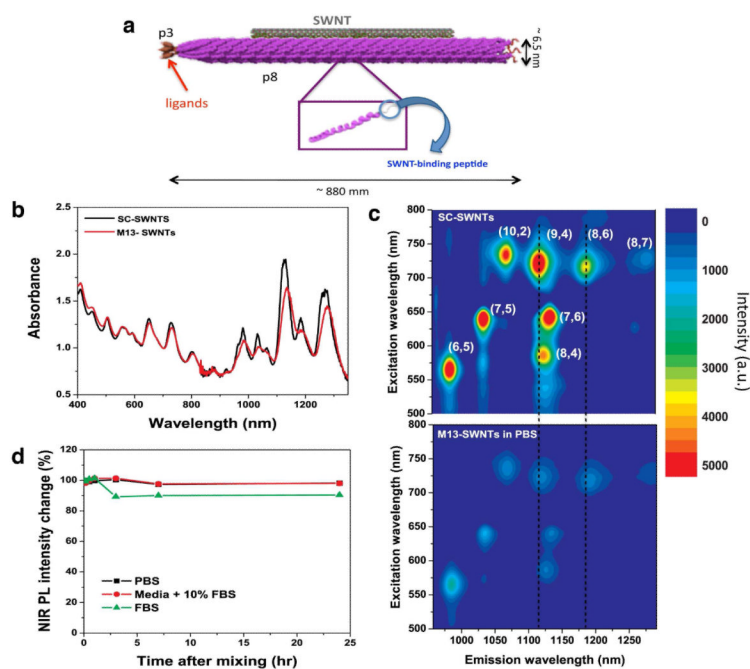 a
SWNT
p3
~ 6.5 nm
p8
ligands
SWNT-binding peptide
~ 880 mm
b
SC-SWNTS
M13- SWNTs
Absorbance
2.5
2.0
1.5
1.0
0.5
400 600 800 1000 1200
Wavelength (nm)
c
SC-SWNTs
(10,2) (9,4) (8,6) (8,7)
(7,5) (7,6)
(6,5) (8,4)
Excitation wavelength (nm)
800
750
700
650
600
550
500
0
1000
2000
3000
4000
5000
Intensity (a.u.)
M13-SWNTs in PBS
Excitation wavelength (nm)
800
750
700
650
600
550
500
1000 1050 1100 1150 1200 1250
Emission wavelength (nm)
d
NIR PL intensity change (%)
120
100
80
60
40
20
0
PBS
Media + 10% FBS
FBS
0 5 10 15 20 25
Time after mixing (hr)